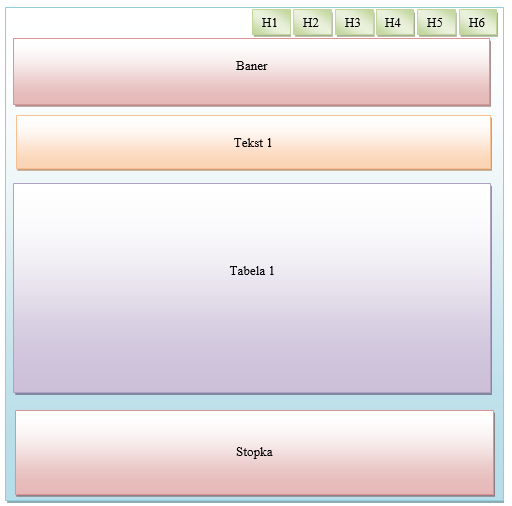 H1 H2 H3 H4 H5 H6
Baner
Tekst 1
Tabela 1
Stopka